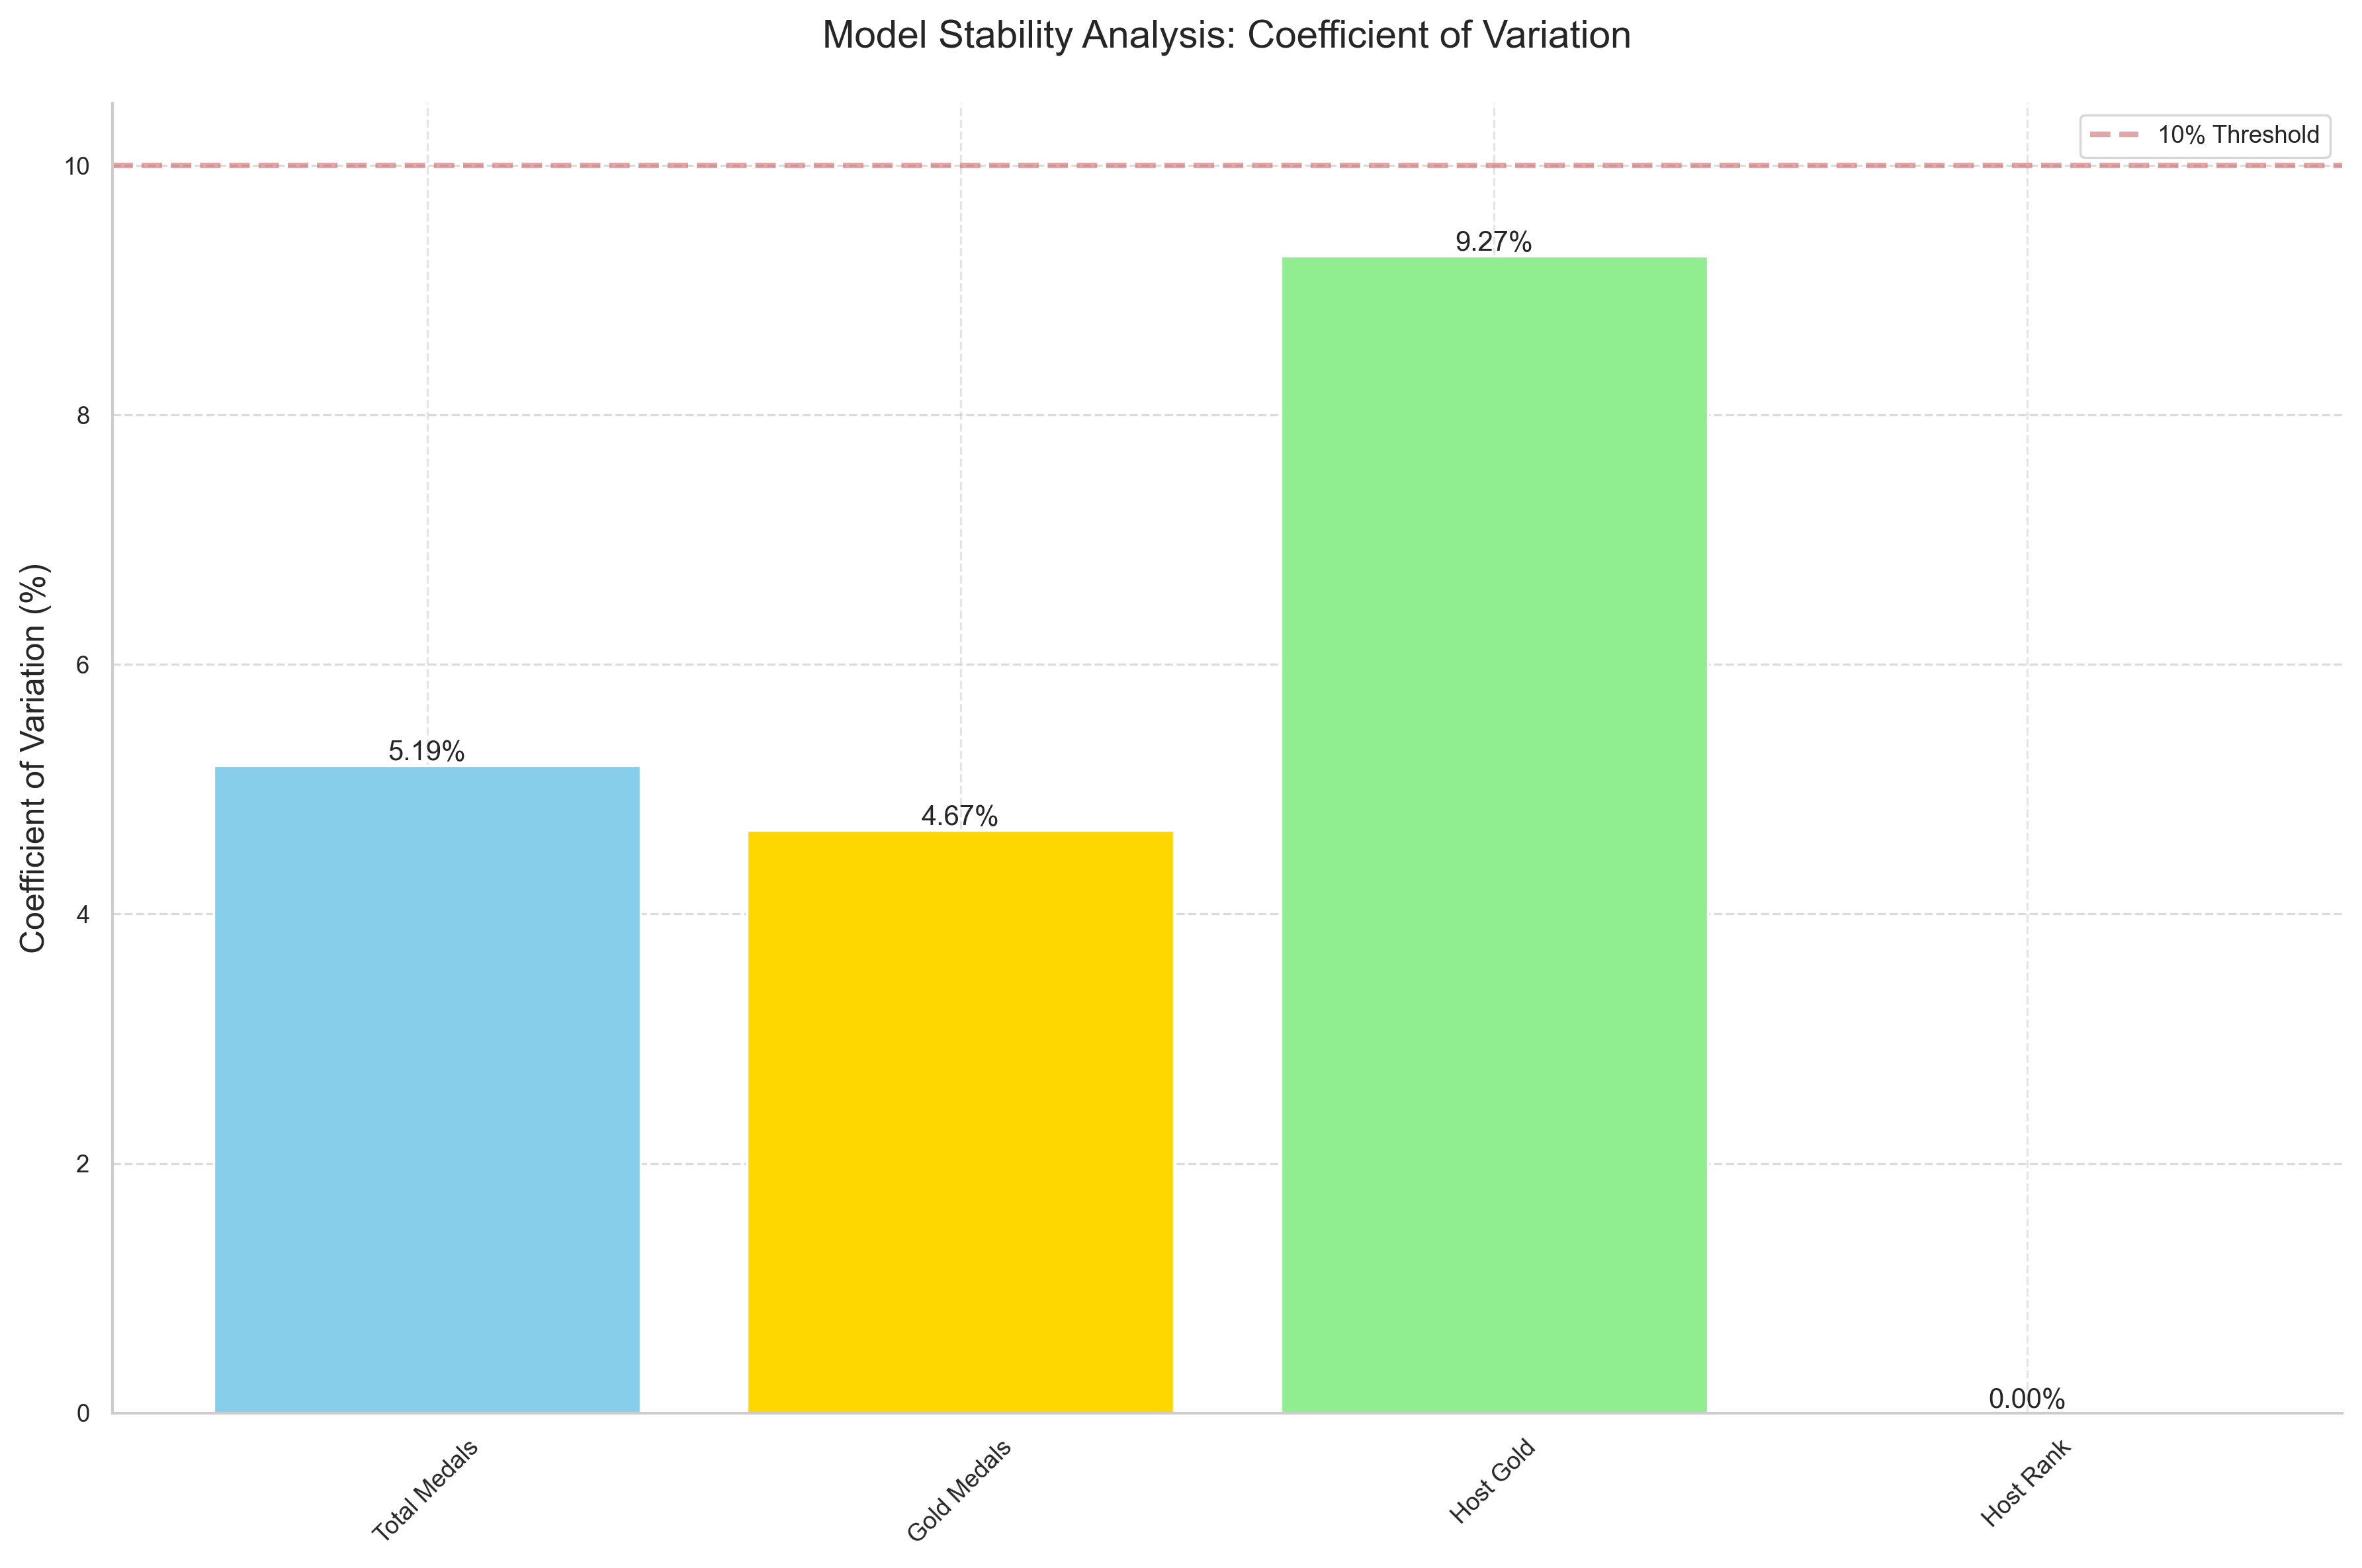 Model Stability Analysis: Coefficient of Variation
10% Threshold
Coefficient of Variation (%)
10
8
6
4
2
0
5.19%
4.67%
9.27%
0.00%
Total Medals
Gold Medals
Host Gold
Host Rank